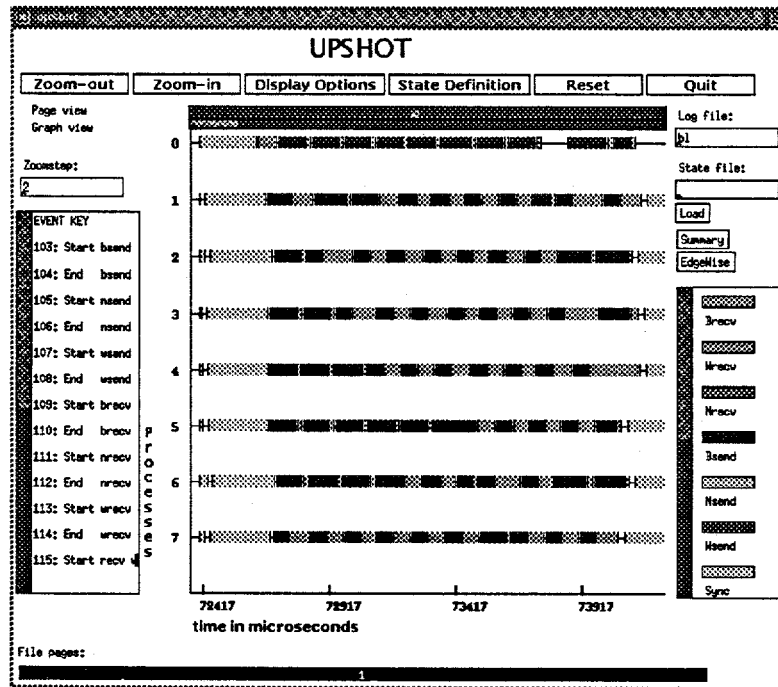 UPSHOT
Zoom-out Zoom-in Display Options State Definition Reset Quit
Page view
Graph view
Zoomstep:
2
EVENT KEY
103: Start bsend
104: End bsend
105: Start nsend
106: End nsend
107: Start wsend
108: End wsend
109: Start brecv
110: End brecv
111: Start nrecv
112: End nrecv
113: Start wrecv
114: End wrecv
115: Start recv
Processes
0
1
2
3
4
5
6
7
72417 72917 73417 73917
time in microseconds
Log file:
bl
State file:
Load
Summary
EdgeWise
Brecv
Wrecv
Nrecv
Bsend
Nsend
Wsend
Sync
File pages:
1